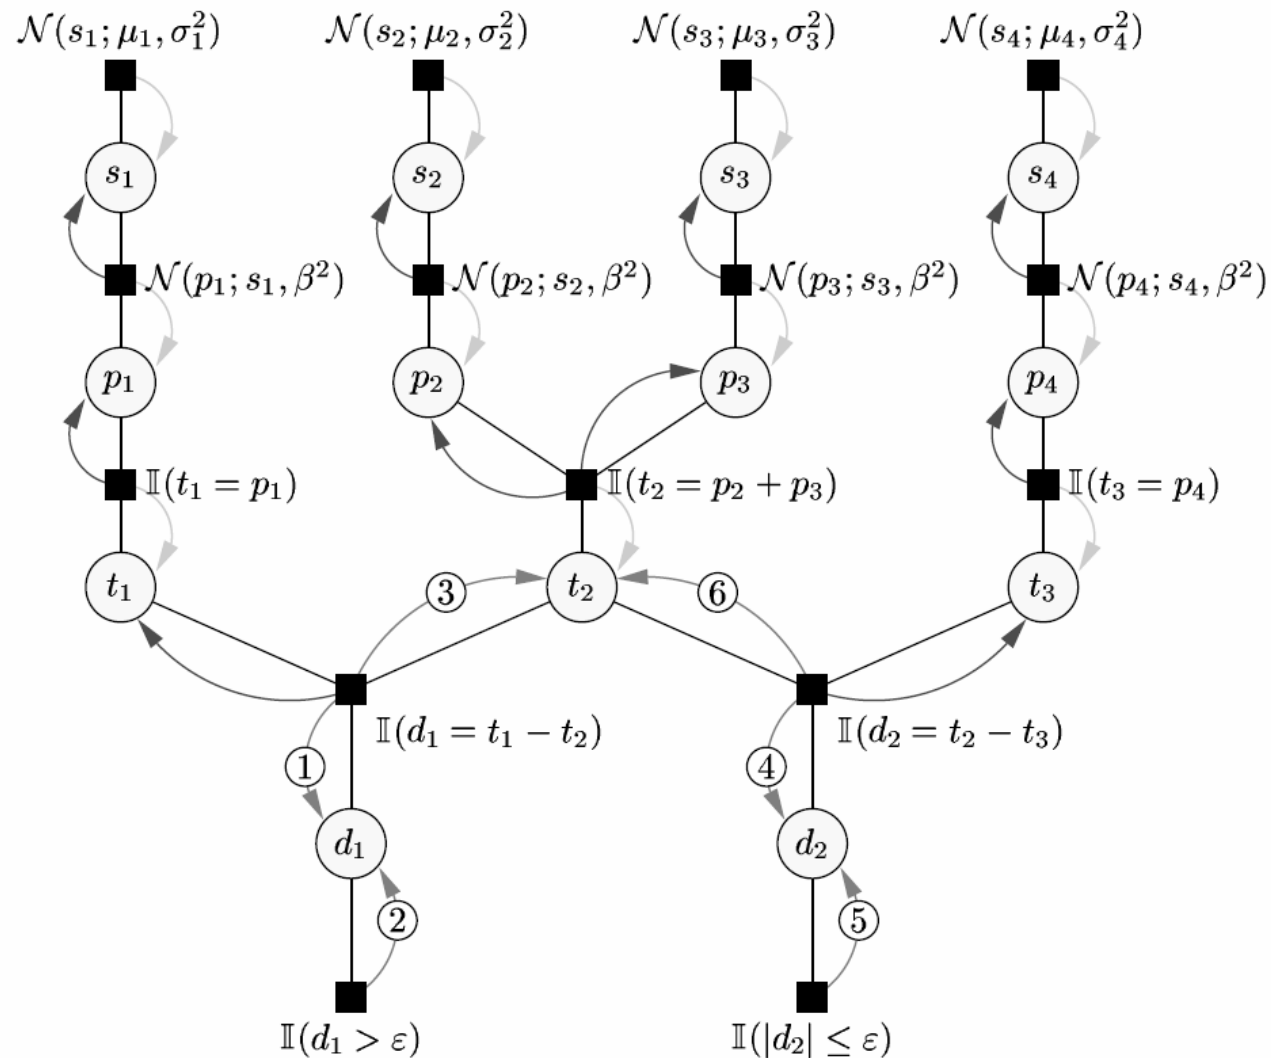 𝒩(s₁; μ₁, σ₁²) 𝒩(s₂; μ₂, σ₂²) 𝒩(s₃; μ₃, σ₃²) 𝒩(s₄; μ₄, σ₄²)
s₁ s₂ s₃ s₄
𝒩(p₁; s₁, β²) 𝒩(p₂; s₂, β²) 𝒩(p₃; s₃, β²) 𝒩(p₄; s₄, β²)
p₁ p₂ p₃ p₄
𝕀(t₁ = p₁) 𝕀(t₂ = p₂ + p₃) 𝕀(t₃ = p₄)
t₁ 3 t₂ 6 t₃
𝕀(d₁ = t₁ − t₂) 𝕀(d₂ = t₂ − t₃)
1 4
d₁ d₂
2 5
𝕀(d₁ > ε) 𝕀(|d₂| ≤ ε)